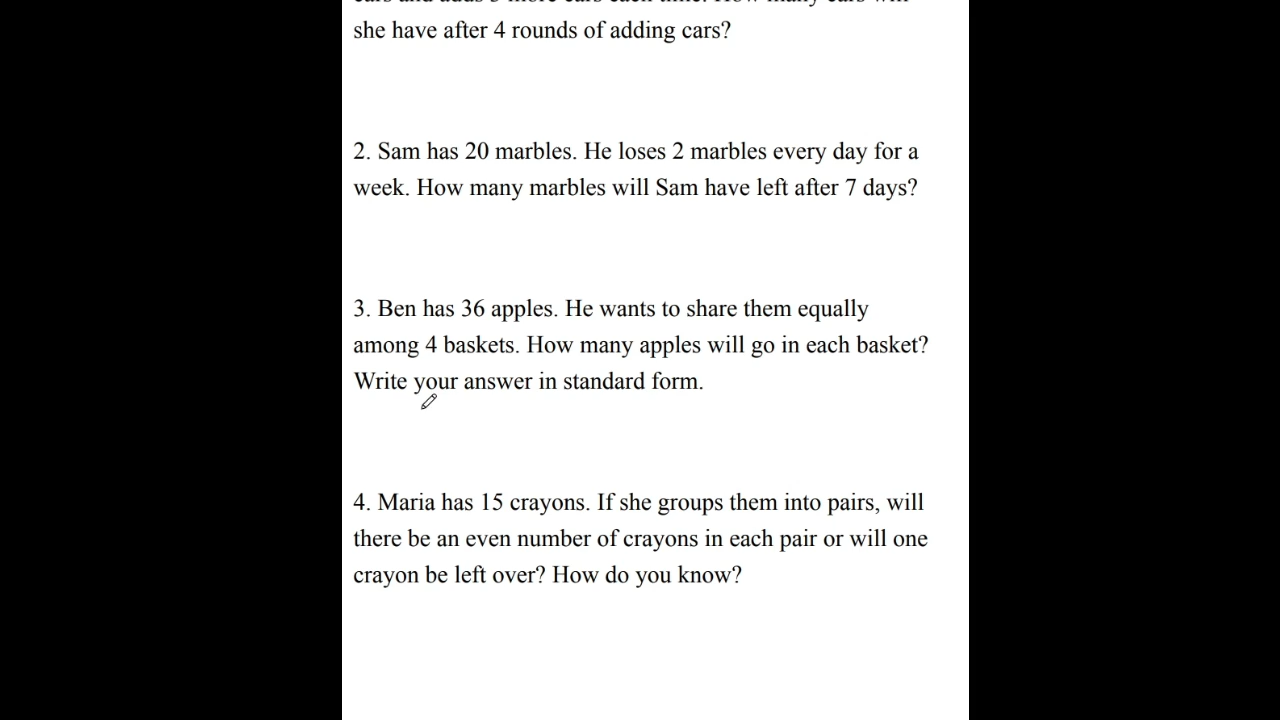 she have after 4 rounds of adding cars?
2. Sam has 20 marbles. He loses 2 marbles every day for a
week. How many marbles will Sam have left after 7 days?
3. Ben has 36 apples. He wants to share them equally
among 4 baskets. How many apples will go in each basket?
Write your answer in standard form.
4. Maria has 15 crayons. If she groups them into pairs, will
there be an even number of crayons in each pair or will one
crayon be left over? How do you know?